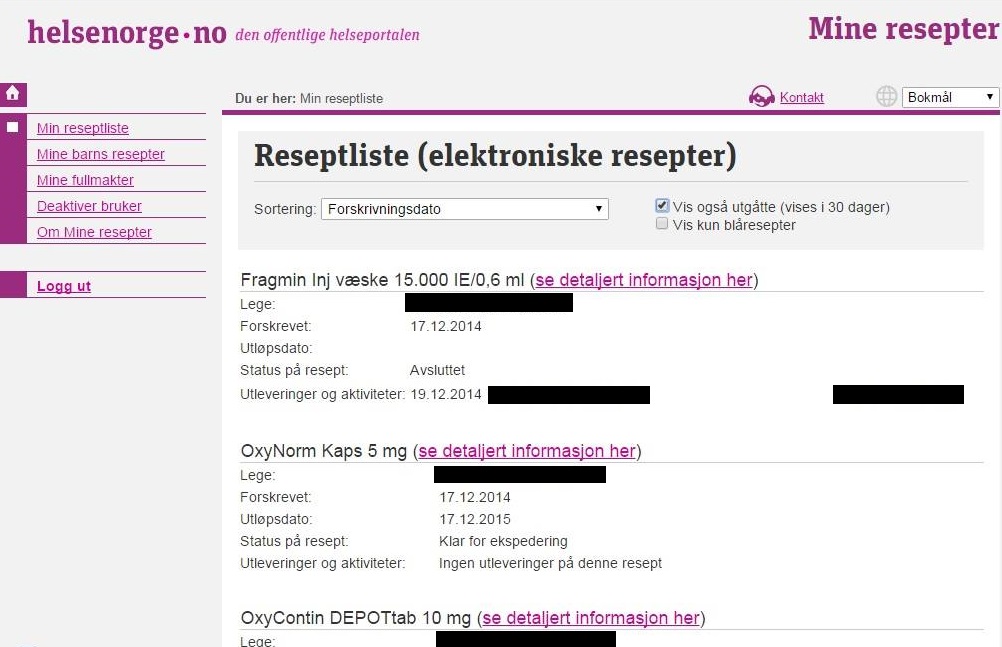 helsenorge·no den offentlige helseportalen
Mine resepter
Du er her: Min reseptliste
Kontakt
Bokmål
Min reseptliste
Mine barns resepter
Mine fullmakter
Deaktiver bruker
Om Mine resepter
Logg ut
Reseptliste (elektroniske resepter)
Sortering: Forskrivningsdato
Vis også utgåtte (vises i 30 dager)
Vis kun blåresepter
Fragmin Inj væske 15.000 IE/0,6 ml (se detaljert informasjon her)
Lege:
Forskrevet: 17.12.2014
Utløpsdato:
Status på resept: Avsluttet
Utleveringer og aktiviteter: 19.12.2014
OxyNorm Kaps 5 mg (se detaljert informasjon her)
Lege:
Forskrevet: 17.12.2014
Utløpsdato: 17.12.2015
Status på resept: Klar for ekspedering
Utleveringer og aktiviteter: Ingen utleveringer på denne resept
OxyContin DEPOTtab 10 mg (se detaljert informasjon her)
Lege: